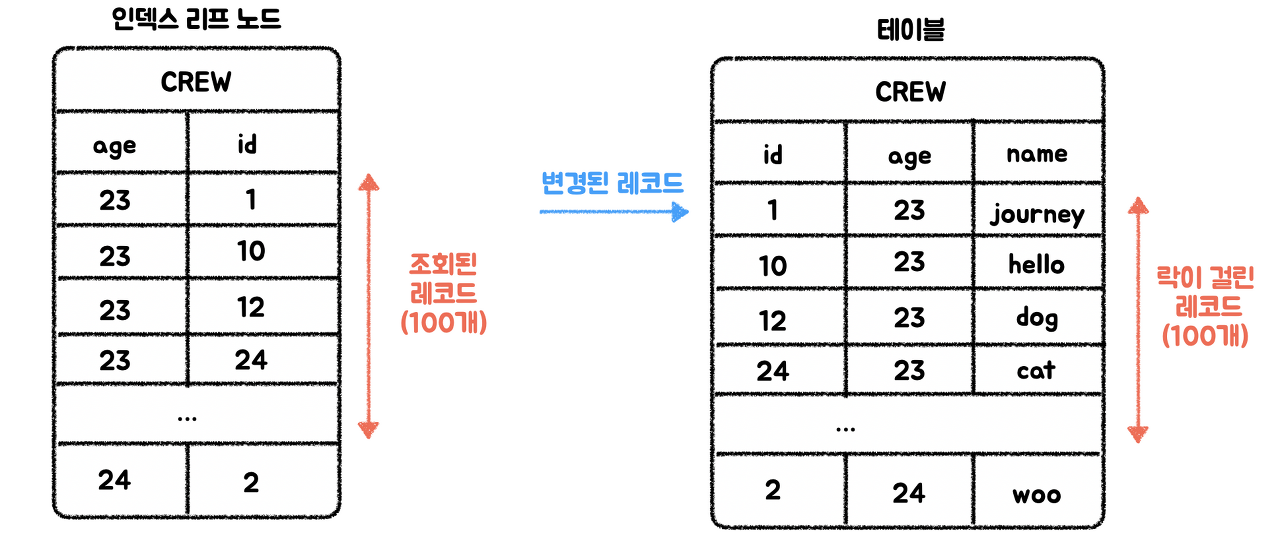 인덱스 리프 노드
CREW
age id
23 1
23 10
23 12
23 24
...
24 2
조회된
레코드
(100개)
변경된 레코드
테이블
CREW
id age name
1 23 journey
10 23 hello
12 23 dog
24 23 cat
...
2 24 woo
락이 걸린
레코드
(100개)